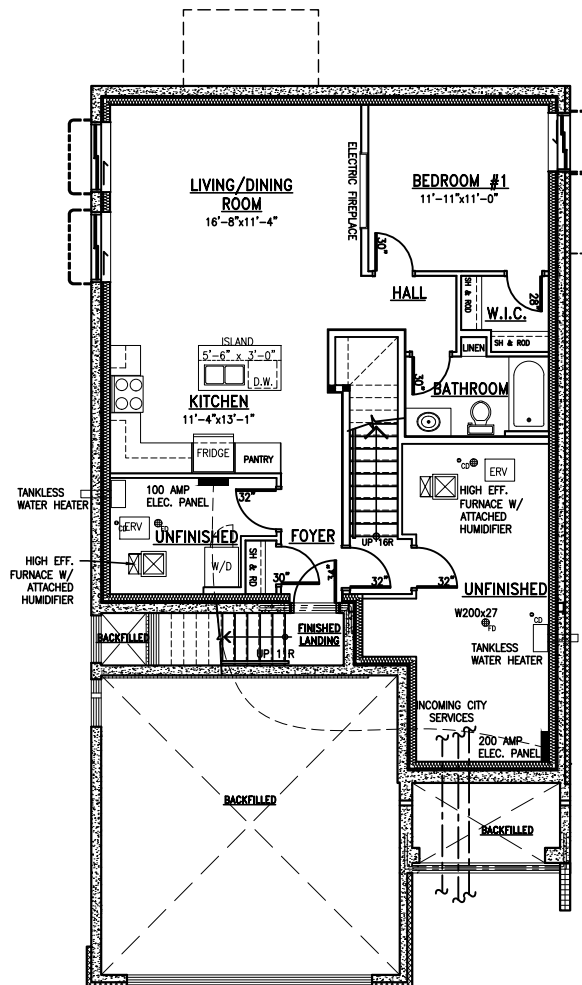 LIVING/DINING
ROOM
16'-8"x11'-4"
ELECTRIC FIREPLACE
BEDROOM #1
11'-11"x11'-0"
30"
28"
HALL
SH & ROD
W.I.C.
SH & ROD
LINEN
ISLAND
5'-6" x 3'-0"
D.W.
30"
BATHROOM
KITCHEN
11'-4"x13'-1"
FRIDGE
PANTRY
TANKLESS
WATER HEATER
100 AMP
ELEC. PANEL
32"
CD
ERV
FD
UNFINISHED
FOYER
UP 16R
CD
ERV
HIGH EFF.
FURNACE W/
ATTACHED
HUMIDIFIER
HIGH EFF.
FURNACE W/
ATTACHED
HUMIDIFIER
W/D
SH & RD
30"
32"
32"
UNFINISHED
W200x27
FD
CD
TANKLESS
WATER HEATER
BACKFILLED
FINISHED
LANDING
UP 11R
INCOMING CITY
SERVICES
200 AMP
ELEC. PANEL
BACKFILLED
BACKFILLED